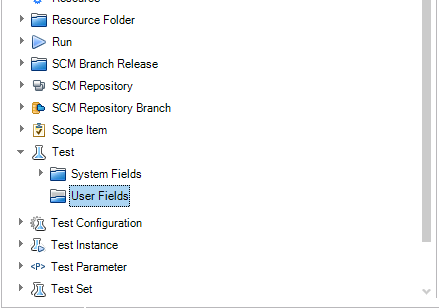 Resource Folder
Run
SCM Branch Release
SCM Repository
SCM Repository Branch
Scope Item
Test
System Fields
User Fields
Test Configuration
Test Instance
<P> Test Parameter
Test Set